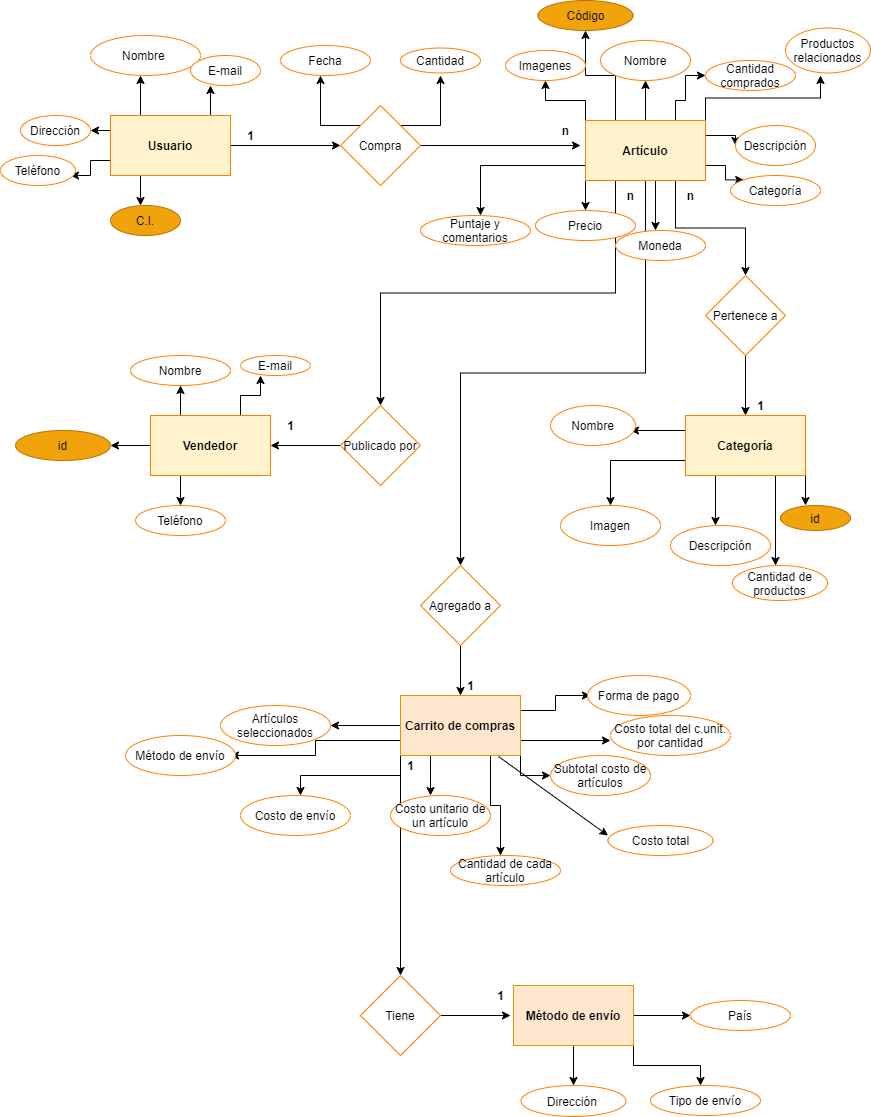 Código
Nombre
Fecha
Cantidad
Imagenes
Nombre
Productos
relacionados
E-mail
Cantidad
comprados
Dirección
1
Usuario
Compra
n
Artículo
Descripción
Teléfono
Categoría
C.I.
n
n
Puntaje y
comentarios
Precio
Moneda
Pertenece a
Nombre
E-mail
1
Nombre
id
Vendedor
1
Publicado por
Categoría
Teléfono
Imagen
Descripción
id
Cantidad de
productos
Agregado a
1
Forma de pago
Artículos
seleccionados
Carrito de compras
Costo total del c.unit.
por cantidad
Método de envío
1
Subtotal costo de
artículos
Costo de envío
Costo unitario de
un artículo
Costo total
Cantidad de cada
artículo
1
Tiene
Método de envío
País
Dirección
Tipo de envío